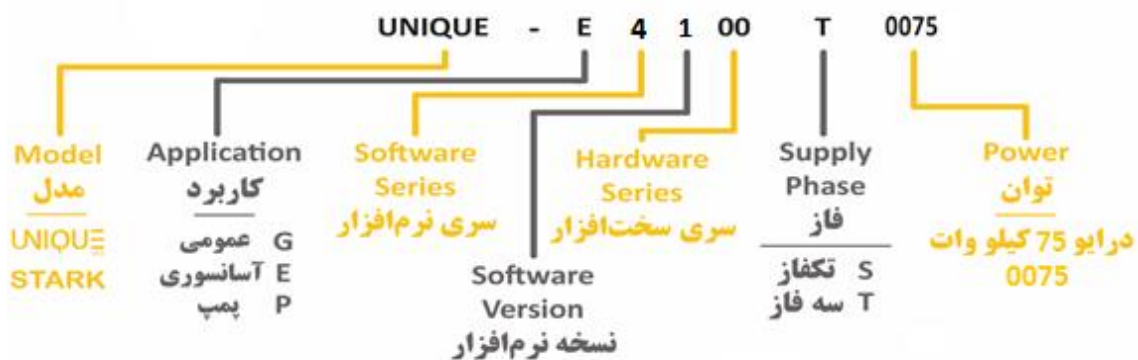 UNIQUE - E 4 1 00 T 0075
Model
مدل
UNIQUE
STARK
Application
کاربرد
G عمومی
E آسانسوری
P پمپ
Software
Series
سری نرم‌افزار
Software
Version
نسخه نرم‌افزار
Hardware
Series
سری سخت‌افزار
Supply
Phase
فاز
S تکفاز
T سه فاز
Power
توان
درایو 75 کیلو وات
0075